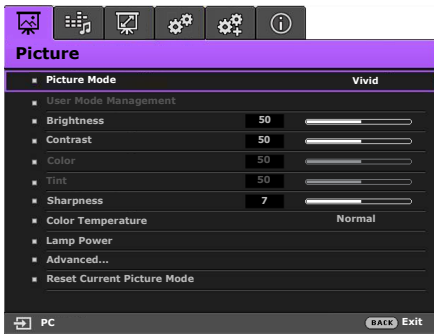 Picture
Picture Mode Vivid
User Mode Management
Brightness 50
Contrast 50
Color 50
Tint 50
Sharpness 7
Color Temperature Normal
Lamp Power
Advanced...
Reset Current Picture Mode
PC BACK Exit